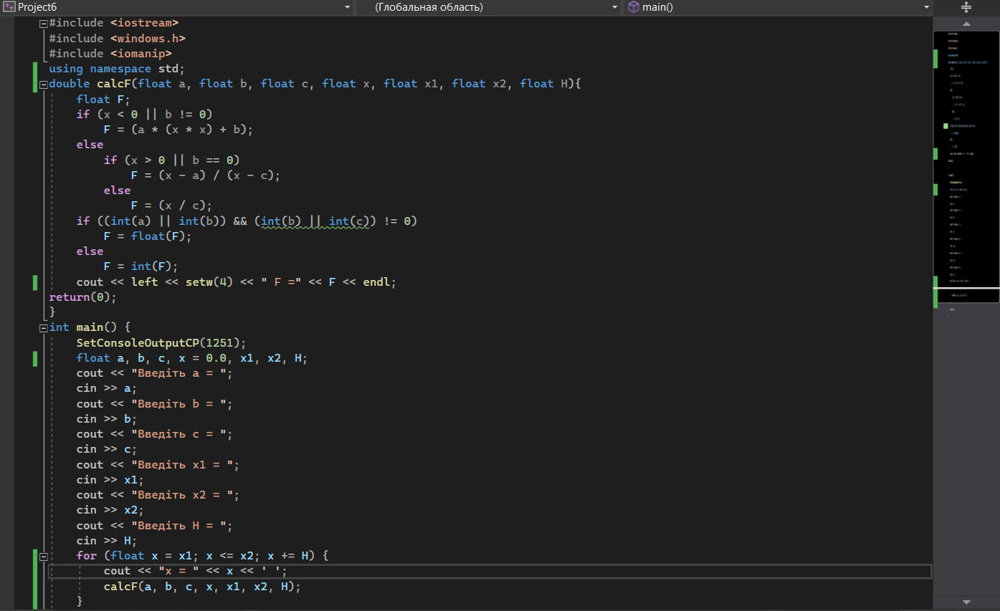 Project6 (Глобальная область) main()
#include <iostream>
#include <windows.h>
#include <iomanip>
using namespace std;
double calcF(float a, float b, float c, float x, float x1, float x2, float H){
float F;
if (x < 0 || b != 0)
F = (a * (x * x) + b);
else
if (x > 0 || b == 0)
F = (x - a) / (x - c);
else
F = (x / c);
if ((int(a) || int(b)) && (int(b) || int(c)) != 0)
F = float(F);
else
F = int(F);
cout << left << setw(4) << " F =" << F << endl;
return(0);
}
int main() {
SetConsoleOutputCP(1251);
float a, b, c, x = 0.0, x1, x2, H;
cout << "Введіть a = ";
cin >> a;
cout << "Введіть b = ";
cin >> b;
cout << "Введіть c = ";
cin >> c;
cout << "Введіть x1 = ";
cin >> x1;
cout << "Введіть x2 = ";
cin >> x2;
cout << "Введіть H = ";
cin >> H;
for (float x = x1; x <= x2; x += H) {
cout << "x = " << x << ' ';
calcF(a, b, c, x, x1, x2, H);
}